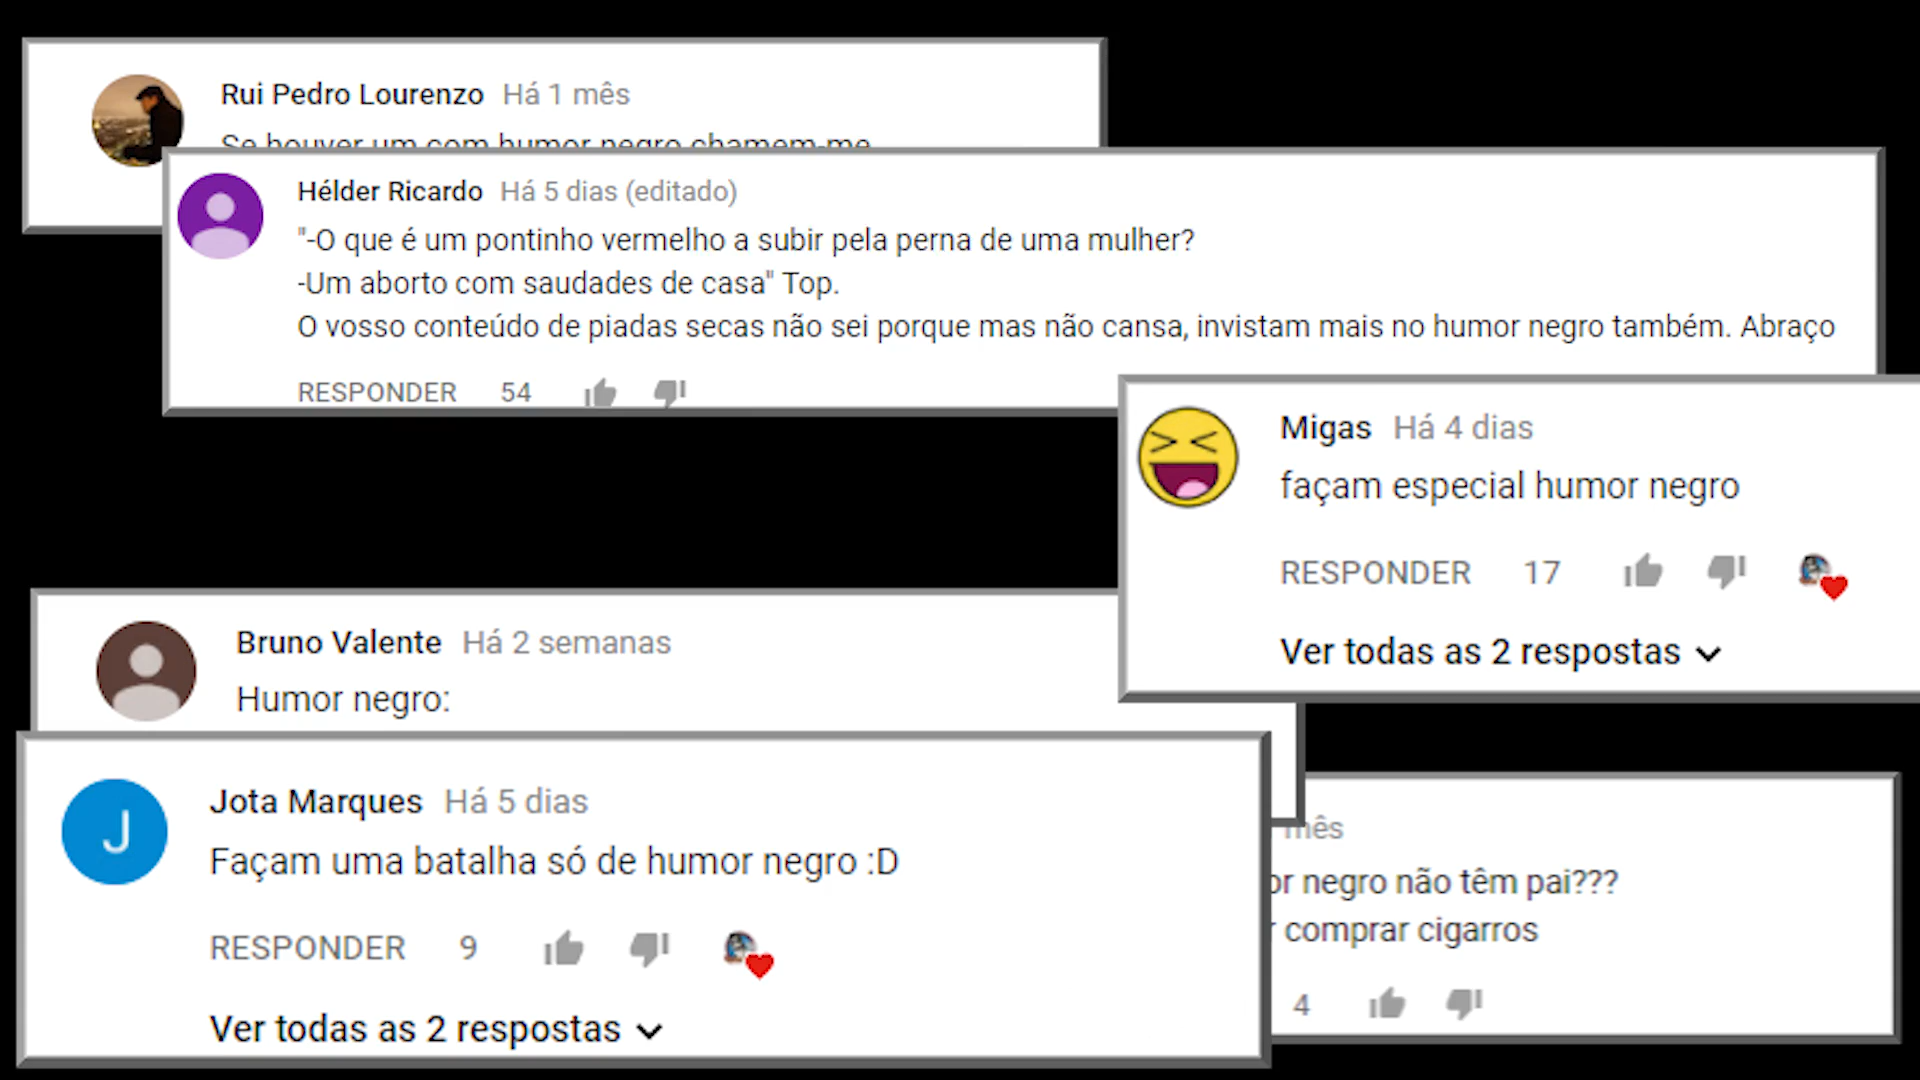 Rui Pedro Lourenzo Há 1 mês
Se houver um com humor negro chamem-me
Hélder Ricardo Há 5 dias (editado)
"-O que é um pontinho vermelho a subir pela perna de uma mulher?
-Um aborto com saudades de casa" Top.
O vosso conteúdo de piadas secas não sei porque mas não cansa, invistam mais no humor negro também. Abraço
RESPONDER 54
Migas Há 4 dias
façam especial humor negro
RESPONDER 17
Ver todas as 2 respostas
Bruno Valente Há 2 semanas
Humor negro:
Jota Marques Há 5 dias
J
Façam uma batalha só de humor negro :D
RESPONDER 9
Ver todas as 2 respostas
mês
negro não têm pai???
comprar cigarros
4